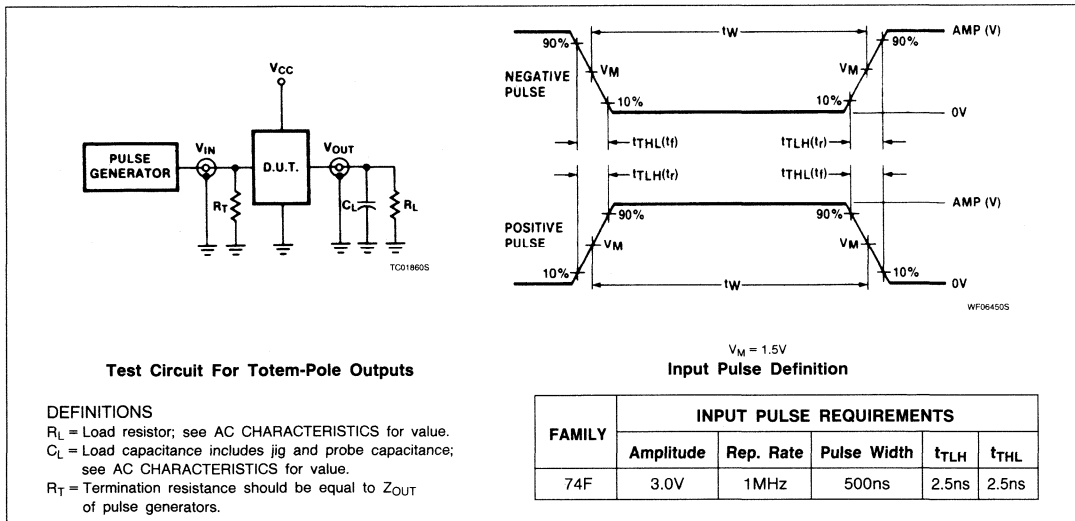 VCC
PULSE
GENERATOR
VIN
RT
D.U.T.
VOUT
CL
RL
TC01860S
Test Circuit For Totem-Pole Outputs
DEFINITIONS
RL = Load resistor; see AC CHARACTERISTICS for value.
CL = Load capacitance includes jig and probe capacitance;
see AC CHARACTERISTICS for value.
RT = Termination resistance should be equal to ZOUT
of pulse generators.
NEGATIVE
PULSE
90%
tW
90%
AMP (V)
VM
VM
10%
10%
0V
tTHL(tf)
tTLH(tr)
tTLH(tr)
tTHL(tf)
POSITIVE
PULSE
90%
90%
AMP (V)
VM
VM
10%
10%
tW
0V
WF06450S
VM = 1.5V
Input Pulse Definition
FAMILY
INPUT PULSE REQUIREMENTS
Amplitude Rep. Rate Pulse Width tTLH tTHL
74F 3.0V 1MHz 500ns 2.5ns 2.5ns